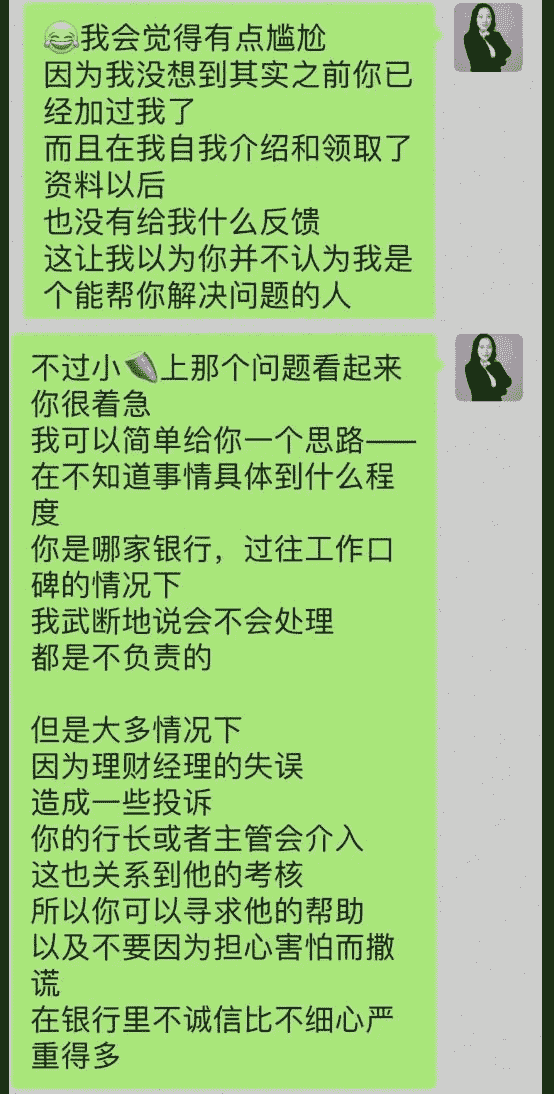 😂我会觉得有点尴尬
因为我没想到其实之前你已
经加过我了
而且在我自我介绍和领取了
资料以后
也没有给我什么反馈
这让我以为你并不认为我是
个能帮你解决问题的人
不过小🍠上那个问题看起来
你很着急
我可以简单给你一个思路——
在不知道事情具体到什么程
度
你是哪家银行，过往工作口
碑的情况下
我武断地说会不会处理
都是不负责的
但是大多情况下
因为理财经理的失误
造成一些投诉
你的行长或者主管会介入
这也关系到他的考核
所以你可以寻求他的帮助
以及不要因为担心害怕而撒
谎
在银行里不诚信比不细心严
重得多